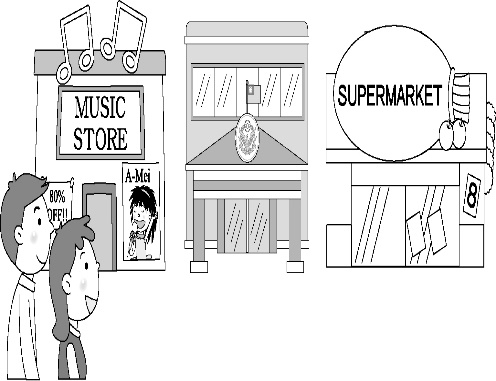 MUSIC
STORE
A-Mei
80%
OFF!!
SUPERMARKET
8